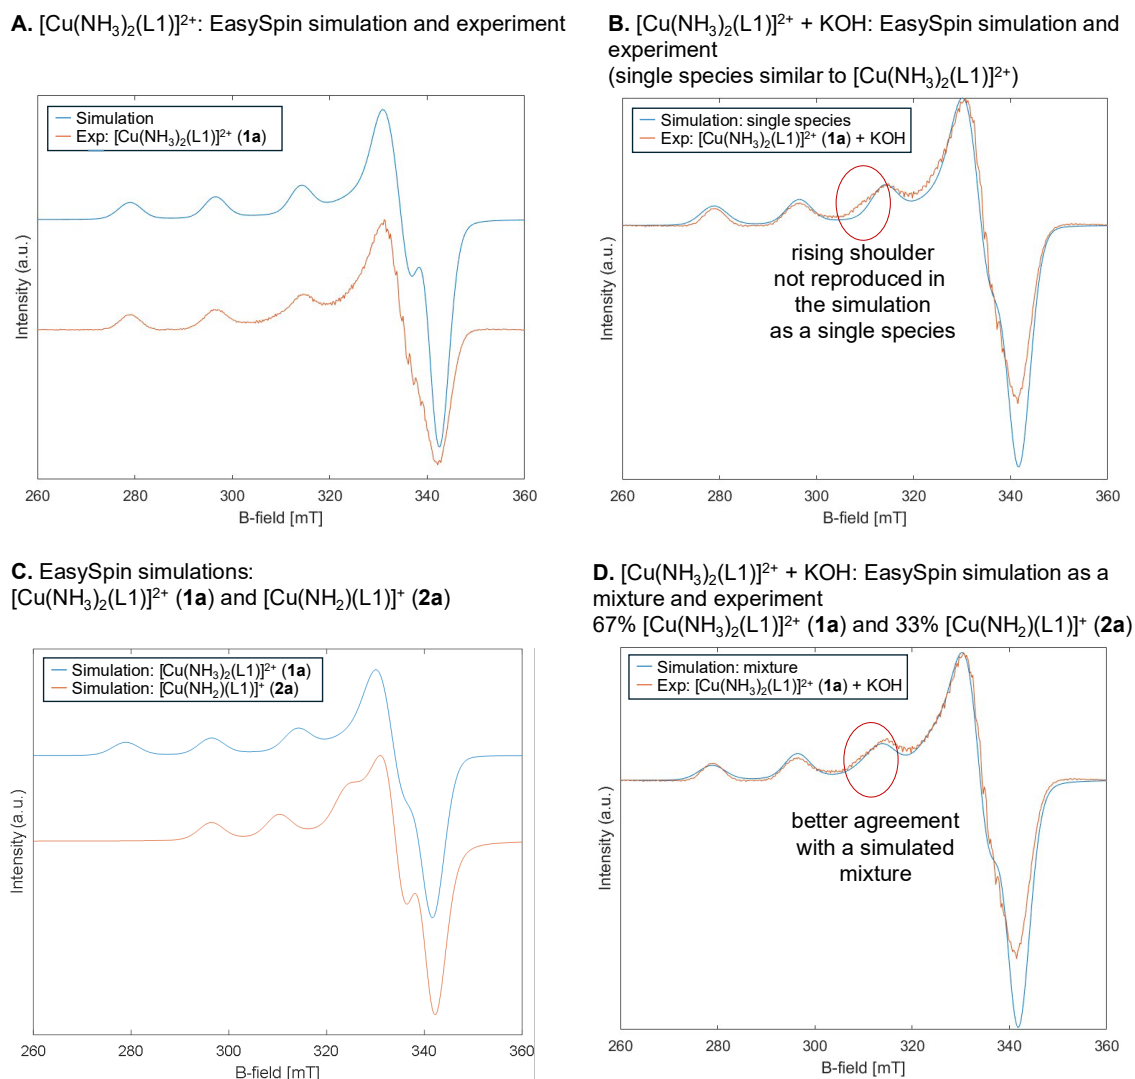 A. [Cu(NH₃)₂(L1)]²⁺: EasySpin simulation and experiment
Simulation
Exp: [Cu(NH₃)₂(L1)]²⁺ (1a)
Intensity (a.u.)
260 280 300 320 340 360
B-field [mT]
B. [Cu(NH₃)₂(L1)]²⁺ + KOH: EasySpin simulation and
experiment
(single species similar to [Cu(NH₃)₂(L1)]²⁺)
Simulation: single species
Exp: [Cu(NH₃)₂(L1)]²⁺ (1a) + KOH
rising shoulder
not reproduced in
the simulation
as a single species
Intensity (a.u.)
260 280 300 320 340 360
B-field [mT]
C. EasySpin simulations:
[Cu(NH₃)₂(L1)]²⁺ (1a) and [Cu(NH₂)(L1)]⁺ (2a)
Simulation: [Cu(NH₃)₂(L1)]²⁺ (1a)
Simulation: [Cu(NH₂)(L1)]⁺ (2a)
Intensity (a.u.)
260 280 300 320 340 360
B-field [mT]
D. [Cu(NH₃)₂(L1)]²⁺ + KOH: EasySpin simulation as a
mixture and experiment
67% [Cu(NH₃)₂(L1)]²⁺ (1a) and 33% [Cu(NH₂)(L1)]⁺ (2a)
Simulation: mixture
Exp: [Cu(NH₃)₂(L1)]²⁺ (1a) + KOH
better agreement
with a simulated
mixture
Intensity (a.u.)
260 280 300 320 340 360
B-field [mT]